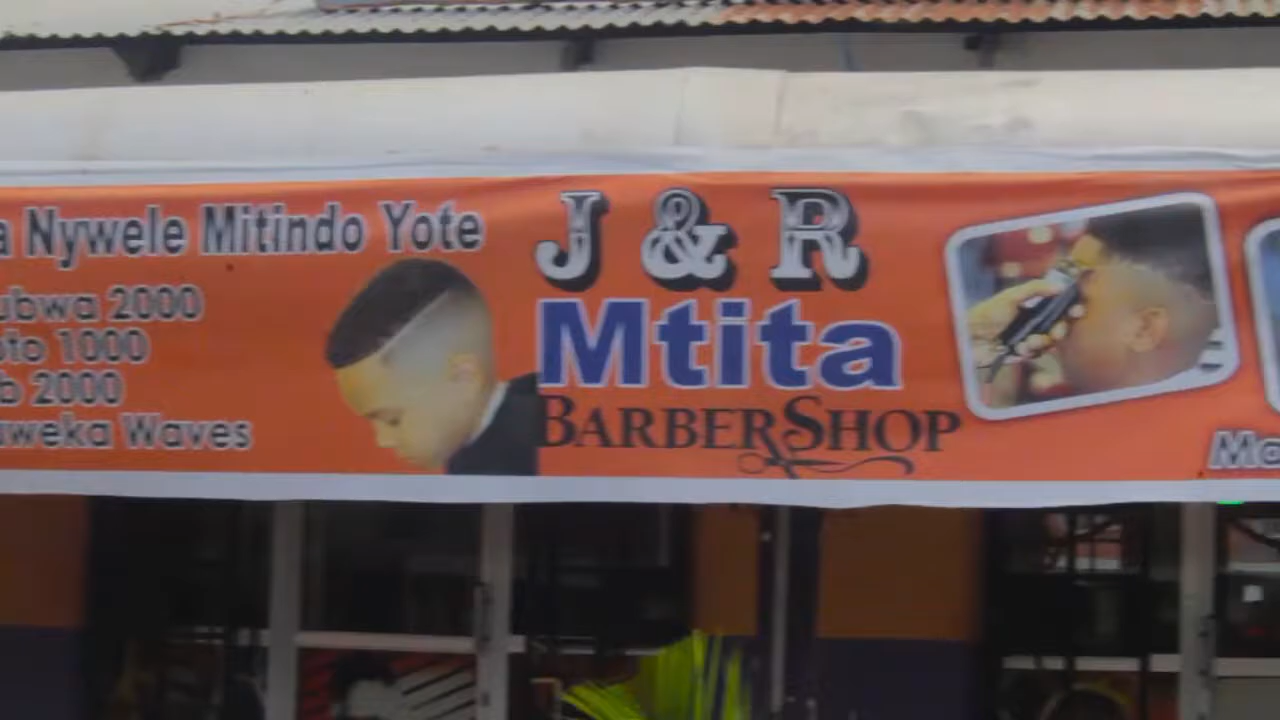 Nywele Mitindo Yote
2000
1000
2000
Waves
J & R
Mtita
BARBERSHOP